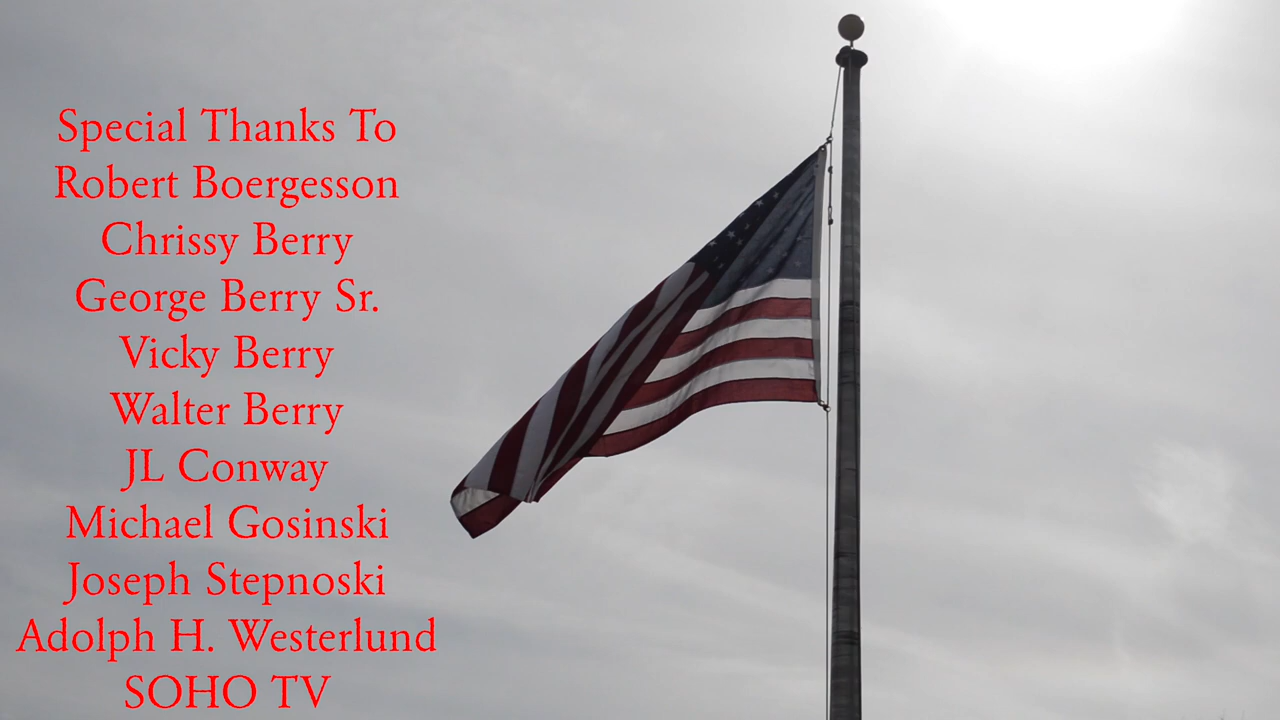 Special Thanks To
Robert Boergesson
Chrissy Berry
George Berry Sr.
Vicky Berry
Walter Berry
JL Conway
Michael Gosinski
Joseph Stepnoski
Adolph H. Westerlund
SOHO TV